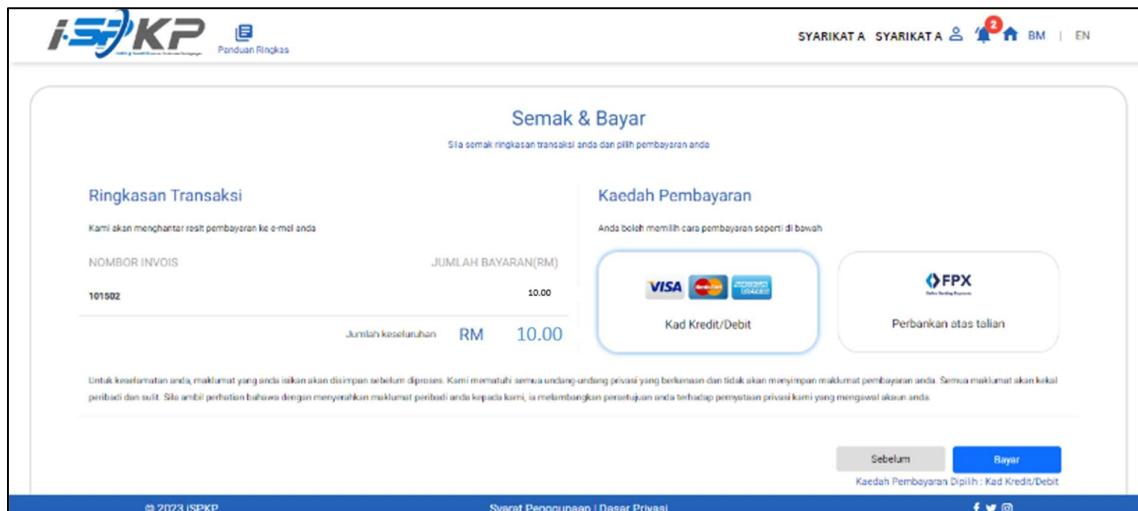 i-SPKP
Panduan Ringkas
SYARIKAT A SYARIKAT A 2 BM | EN
Semak & Bayar
Sila semak ringkasan transaksi anda dan pilih pembayaran anda
Ringkasan Transaksi
Kami akan menghantar resit pembayaran ke e-mel anda
NOMBOR INVOIS JUMLAH BAYARAN(RM)
101502 10.00
Jumlah keseluruhan RM 10.00
Kaedah Pembayaran
Anda boleh memilih cara pembayaran seperti di bawah
VISA MasterCard AMERICAN EXPRESS
Kad Kredit/Debit
FPX
Perbankan atas talian
Untuk keselamatan anda, maklumat yang anda isikan akan disimpan sebelum diproses. Kami mematuhi semua undang-undang privasi yang berkenaan dan tidak akan menyimpan maklumat pembayaran anda. Semua maklumat akan kekal
peribadi dan sulit. Sila ambil perhatian bahawa dengan menyerahkan maklumat peribadi anda kepada kami, ia melambangkan persetujuan anda terhadap pernyataan privasi kami yang mengawal akaun anda.
Sebelum Bayar
Kaedah Pembayaran Dipilih : Kad Kredit/Debit
© 2023 iSPKP Syarat Penggunaan | Dasar Privasi